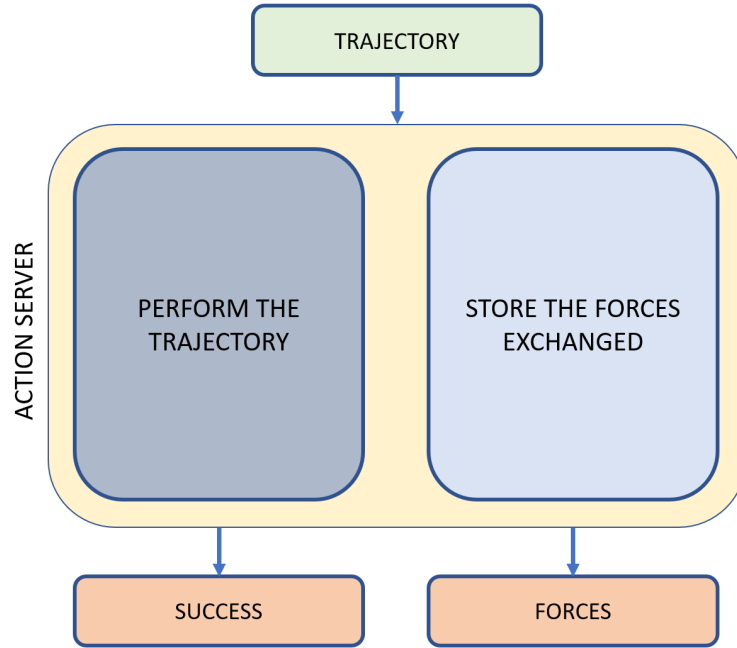 TRAJECTORY
ACTION SERVER
PERFORM THE
TRAJECTORY
STORE THE FORCES
EXCHANGED
SUCCESS
FORCES